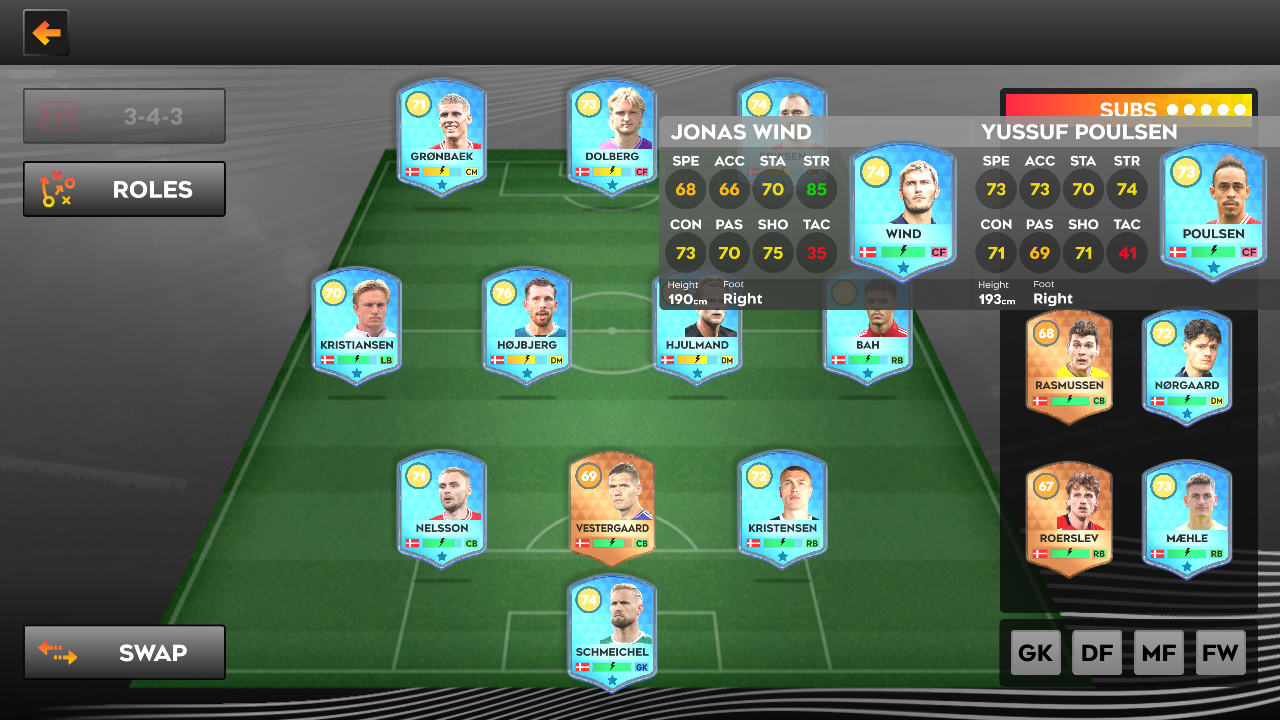 SUBS
3-4-3
ROLES
71
GRØNBAEK
CM
73
DOLBERG
CF
74
JONAS WIND
SPE ACC STA STR
68 66 70 85
CON PAS SHO TAC
73 70 75 35
Height Foot
190cm Right
74
WIND
CF
YUSSUF POULSEN
SPE ACC STA STR
73 73 70 74
CON PAS SHO TAC
71 69 71 41
Height Foot
193cm Right
73
POULSEN
CF
70
KRISTIANSEN
LB
76
HØJBJERG
DM
HJULMAND
DM
BAH
RB
68
RASMUSSEN
CB
72
NØRGAARD
DM
71
NELSSON
CB
69
VESTERGAARD
CB
72
KRISTENSEN
RB
67
ROERSLEV
RB
73
MÆHLE
RB
74
SCHMEICHEL
GK
SWAP
GK DF MF FW